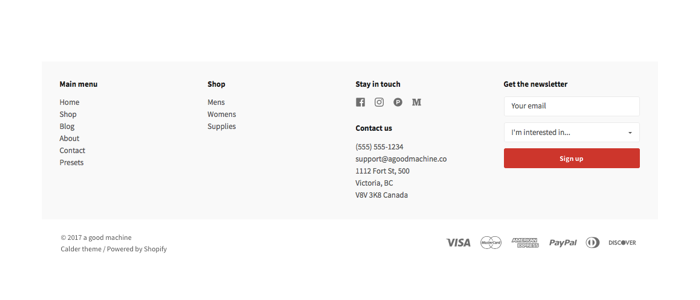 Main menu
Home
Shop
Blog
About
Contact
Presets
Shop
Mens
Womens
Supplies
Stay in touch
Contact us
(555) 555-1234
support@agoodmachine.co
1112 Fort St, 500
Victoria, BC
V8V 3K8 Canada
Get the newsletter
Your email
I'm interested in...
Sign up
© 2017 a good machine
Calder theme / Powered by Shopify
VISA MasterCard AMERICAN EXPRESS PayPal DISCOVER